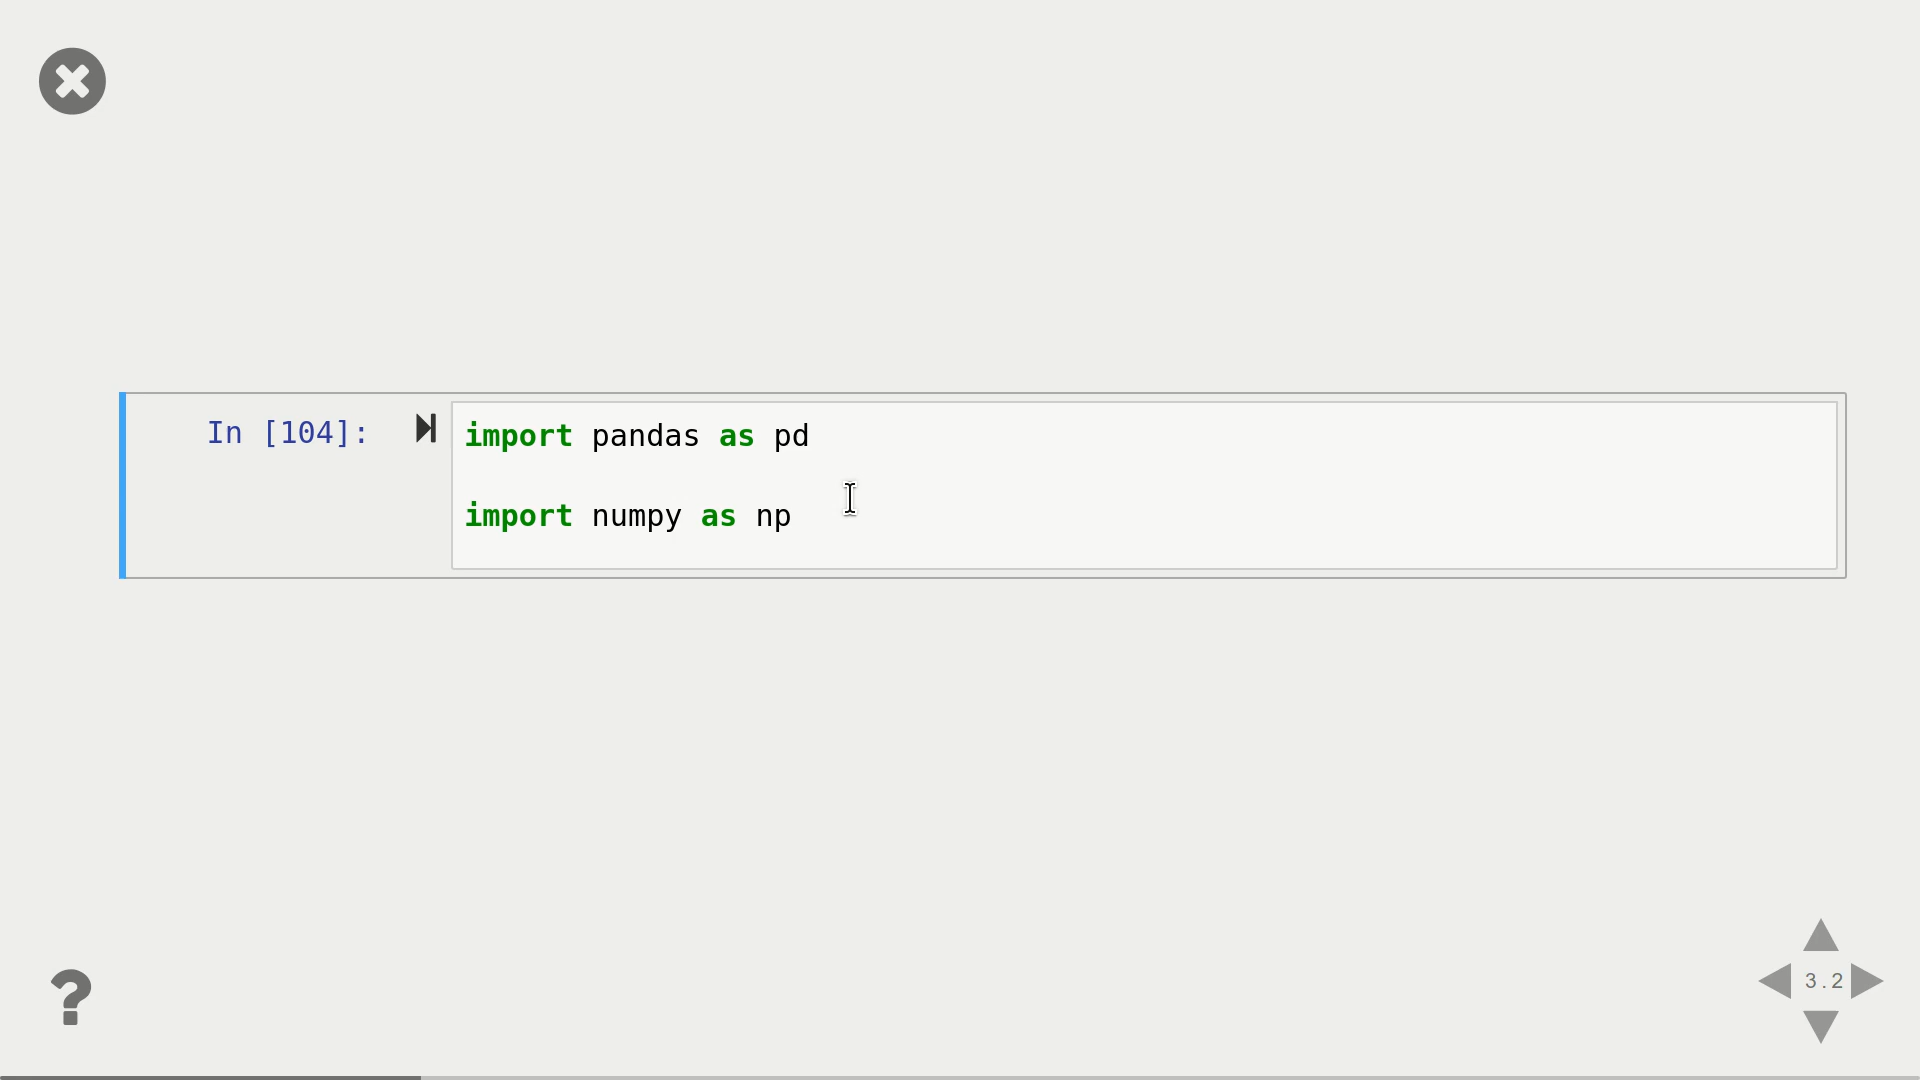 In [104]:
import pandas as pd
import numpy as np
3.2